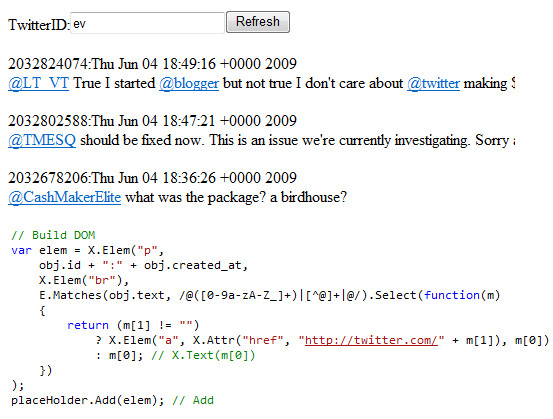 TwitterID: ev Refresh
2032824074:Thu Jun 04 18:49:16 +0000 2009
@LT_VT True I started @blogger but not true I don't care about @twitter making $
2032802588:Thu Jun 04 18:47:21 +0000 2009
@TMESQ should be fixed now. This is an issue we're currently investigating. Sorry
2032678206:Thu Jun 04 18:36:26 +0000 2009
@CashMakerElite what was the package? a birdhouse?
// Build DOM
var elem = X.Elem("p",
    obj.id + ":" + obj.created_at,
    X.Elem("br"),
    E.Matches(obj.text, /@([0-9a-zA-Z_]+)|[^@]+|@/).Select(function(m)
    {
        return (m[1] != "")
            ? X.Elem("a", X.Attr("href", "http://twitter.com/" + m[1]), m[0])
            : m[0]; // X.Text(m[0])
    })
);
placeHolder.Add(elem); // Add